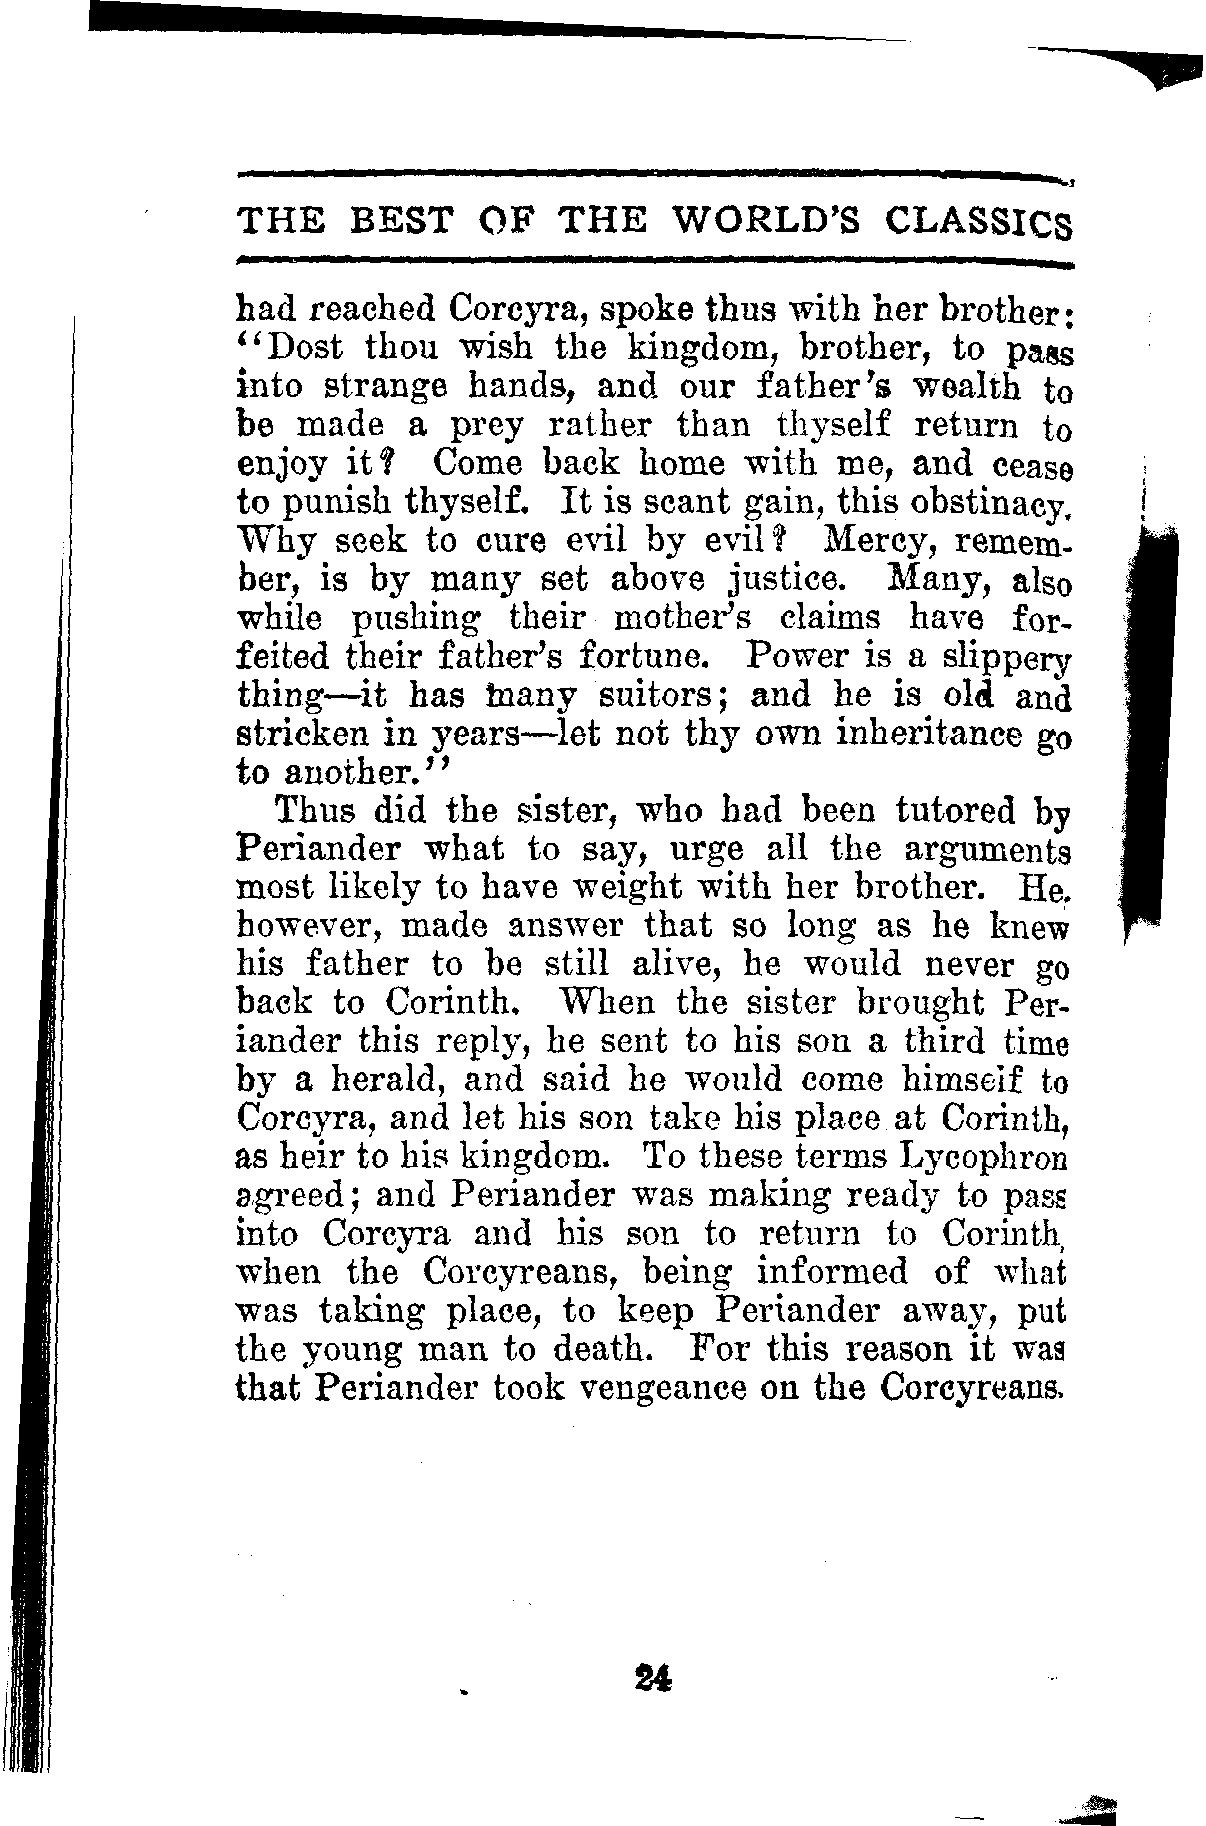 THE BEST OF THE WORLD'S CLASSICS
had reached Corcyra, spoke thus with her brother:
“Dost thou wish the kingdom, brother, to pass
into strange hands, and our father's wealth to
be made a prey rather than thyself return to
enjoy it? Come back home with me, and cease
to punish thyself. It is scant gain, this obstinacy.
Why seek to cure evil by evil? Mercy, remem-
ber, is by many set above justice. Many, also
while pushing their mother's claims have for-
feited their father's fortune. Power is a slippery
thing—it has many suitors; and he is old and
stricken in years—let not thy own inheritance go
to another.”
Thus did the sister, who had been tutored by
Periander what to say, urge all the arguments
most likely to have weight with her brother. He,
however, made answer that so long as he knew
his father to be still alive, he would never go
back to Corinth. When the sister brought Per-
iander this reply, he sent to his son a third time
by a herald, and said he would come himself to
Corcyra, and let his son take his place at Corinth,
as heir to his kingdom. To these terms Lycophron
agreed; and Periander was making ready to pass
into Corcyra and his son to return to Corinth,
when the Corcyreans, being informed of what
was taking place, to keep Periander away, put
the young man to death. For this reason it was
that Periander took vengeance on the Corcyreans.
24